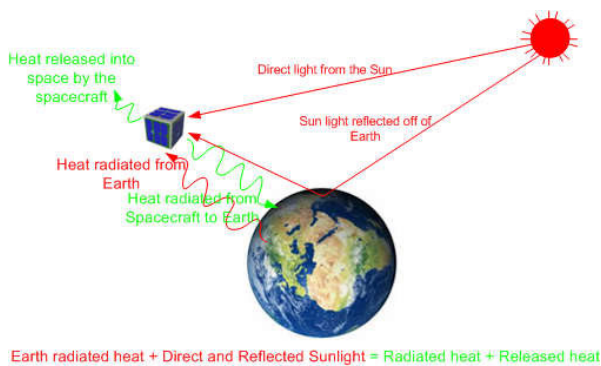 Heat released into
space by the
spacecraft
Direct light from the Sun
Sun light reflected off of
Earth
Heat radiated from
Earth
Heat radiated from
Spacecraft to Earth
Earth radiated heat + Direct and Reflected Sunlight = Radiated heat + Released heat